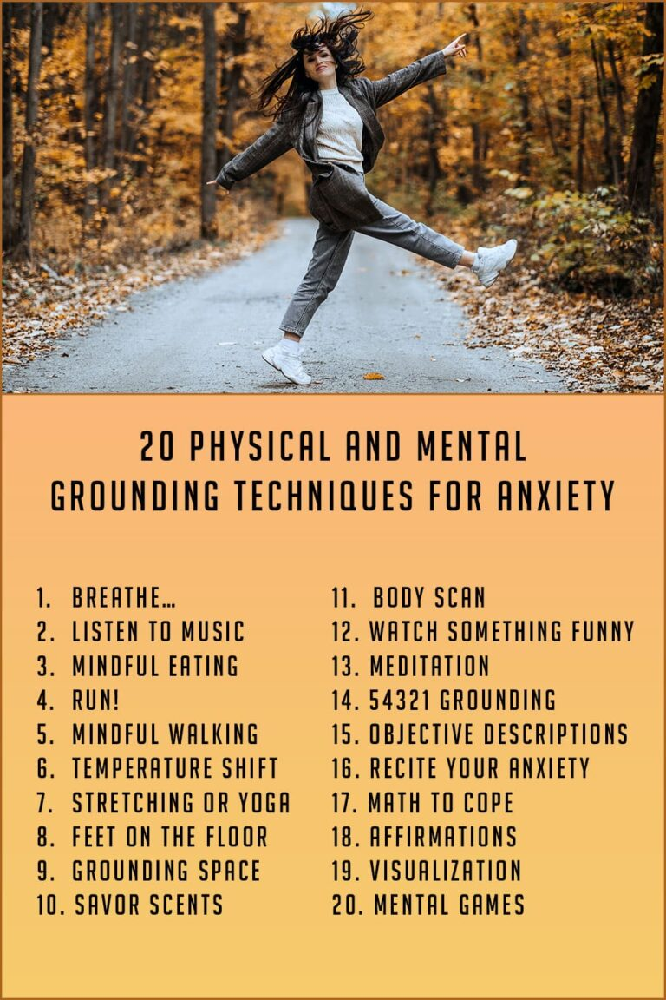 20 PHYSICAL AND MENTAL
GROUNDING TECHNIQUES FOR ANXIETY
1. BREATHE...
2. LISTEN TO MUSIC
3. MINDFUL EATING
4. RUN!
5. MINDFUL WALKING
6. TEMPERATURE SHIFT
7. STRETCHING OR YOGA
8. FEET ON THE FLOOR
9. GROUNDING SPACE
10. SAVOR SCENTS
11. BODY SCAN
12. WATCH SOMETHING FUNNY
13. MEDITATION
14. 54321 GROUNDING
15. OBJECTIVE DESCRIPTIONS
16. RECITE YOUR ANXIETY
17. MATH TO COPE
18. AFFIRMATIONS
19. VISUALIZATION
20. MENTAL GAMES